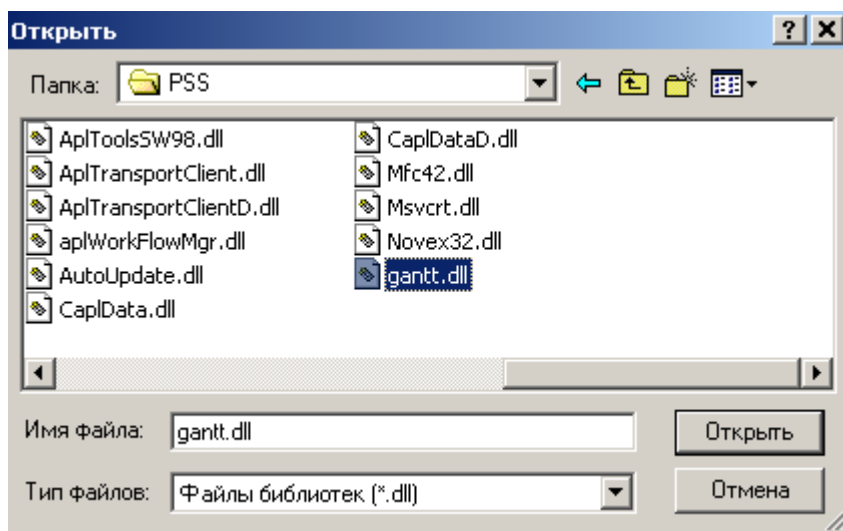 Открыть
Папка: PSS
AplToolsSW98.dll
AplTransportClient.dll
AplTransportClientD.dll
aplWorkFlowMgr.dll
AutoUpdate.dll
CaplData.dll
CaplDataD.dll
Mfc42.dll
Msvcrt.dll
Novex32.dll
gantt.dll
Имя файла: gantt.dll Открыть
Тип файлов: Файлы библиотек (*.dll) Отмена